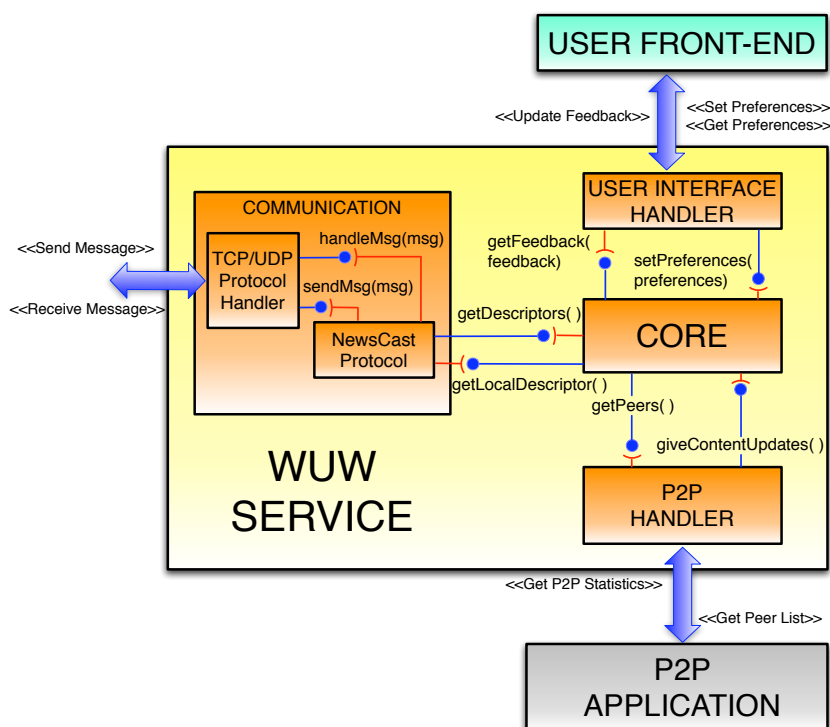 USER FRONT-END
<<Update Feedback>>
<<Set Preferences>>
<<Get Preferences>>
USER INTERFACE
HANDLER
COMMUNICATION
TCP/UDP
Protocol
Handler
handleMsg(msg)
sendMsg(msg)
<<Send Message>>
<<Receive Message>>
NewsCast
Protocol
getFeedback(
feedback)
setPreferences(
preferences)
getDescriptors( )
CORE
getLocalDescriptor( )
getPeers( )
giveContentUpdates( )
WUW
SERVICE
P2P
HANDLER
<<Get P2P Statistics>>
<<Get Peer List>>
P2P
APPLICATION